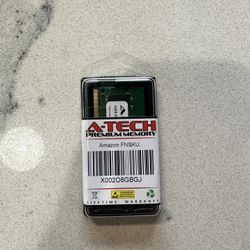 A-TECH
PREMIUM MEMORY
Amazon FNSKU:
X002O8GBGJ
LIFETIME WARRANTY